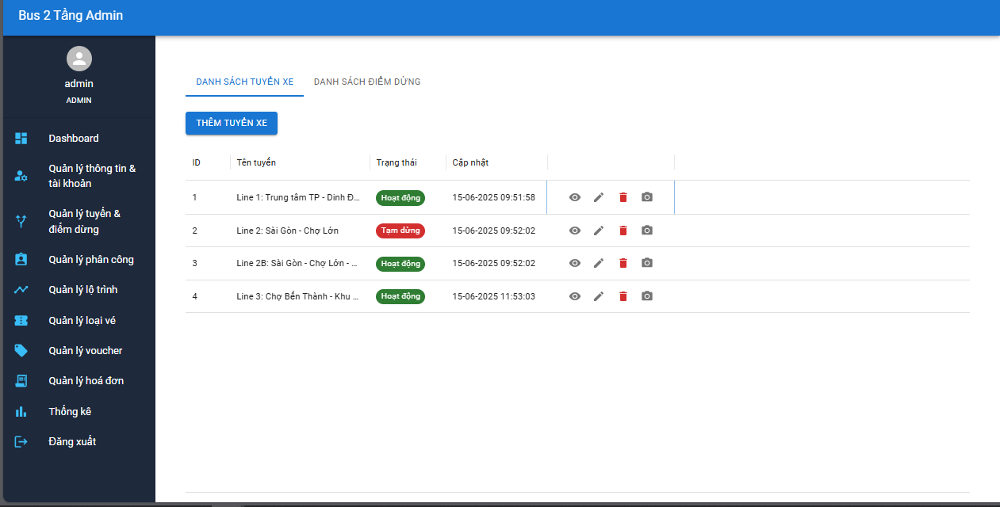 Bus 2 Tầng Admin
admin
ADMIN
Dashboard
Quản lý thông tin &
tài khoản
Quản lý tuyến &
điểm dừng
Quản lý phân công
Quản lý lộ trình
Quản lý loại vé
Quản lý voucher
Quản lý hoá đơn
Thống kê
Đăng xuất
DANH SÁCH TUYẾN XE DANH SÁCH ĐIỂM DỪNG
THÊM TUYẾN XE
ID Tên tuyến Trạng thái Cập nhật
1 Line 1: Trung tâm TP - Dinh Đ... Hoạt động 15-06-2025 09:51:58
2 Line 2: Sài Gòn - Chợ Lớn Tạm dừng 15-06-2025 09:52:02
3 Line 2B: Sài Gòn - Chợ Lớn - ... Hoạt động 15-06-2025 09:52:02
4 Line 3: Chợ Bến Thành - Khu ... Hoạt động 15-06-2025 11:53:03